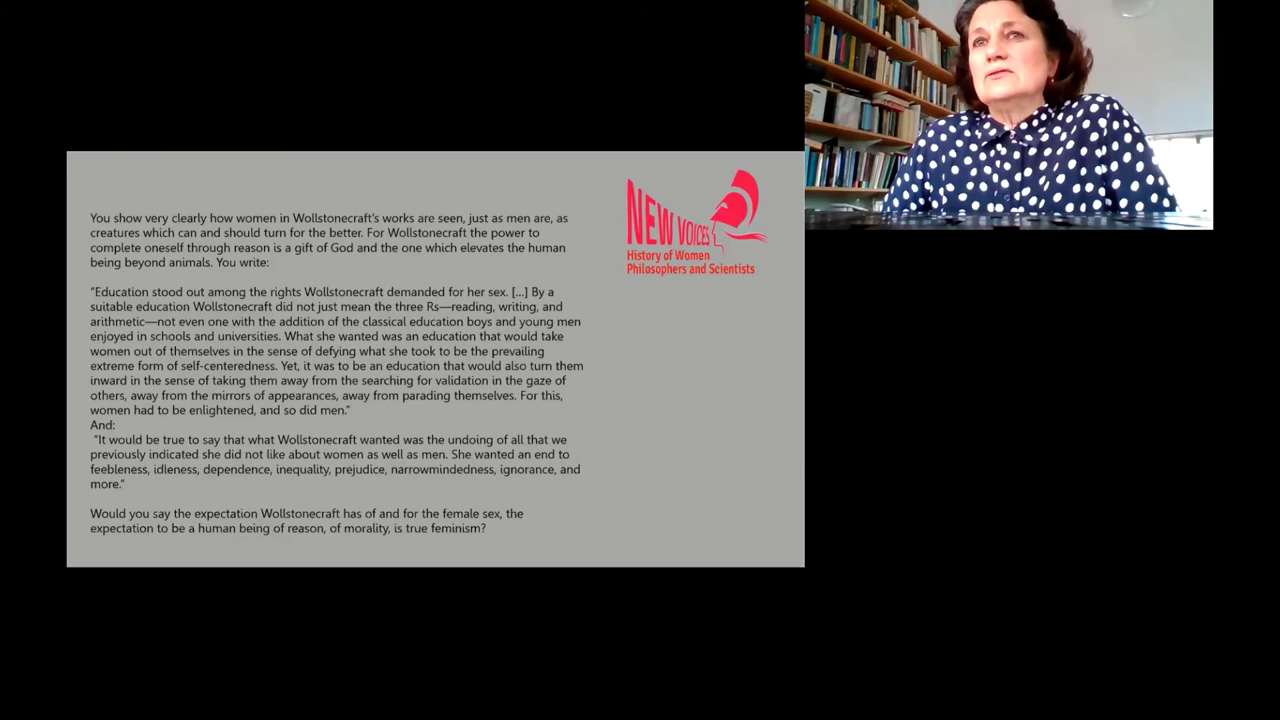 You show very clearly how women in Wollstonecraft's works are seen, just as men are, as
creatures which can and should turn for the better. For Wollstonecraft the power to
complete oneself through reason is a gift of God and the one which elevates the human
being beyond animals. You write:
“Education stood out among the rights Wollstonecraft demanded for her sex. [...] By a
suitable education Wollstonecraft did not just mean the three Rs—reading, writing, and
arithmetic—not even one with the addition of the classical education boys and young men
enjoyed in schools and universities. What she wanted was an education that would take
women out of themselves in the sense of defying what she took to be the prevailing
extreme form of self-centeredness. Yet, it was to be an education that would also turn them
inward in the sense of taking them away from the searching for validation in the gaze of
others, away from the mirrors of appearances, away from parading themselves. For this,
women had to be enlightened, and so did men.”
And:
“It would be true to say that what Wollstonecraft wanted was the undoing of all that we
previously indicated she did not like about women as well as men. She wanted an end to
feebleness, idleness, dependence, inequality, prejudice, narrowmindedness, ignorance, and
more.”
Would you say the expectation Wollstonecraft has of and for the female sex, the
expectation to be a human being of reason, of morality, is true feminism?
NEW VOICES
History of Women
Philosophers and Scientists